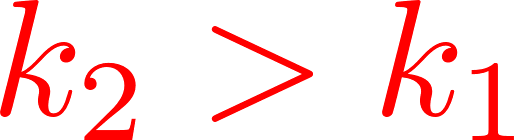 k₂ > k₁